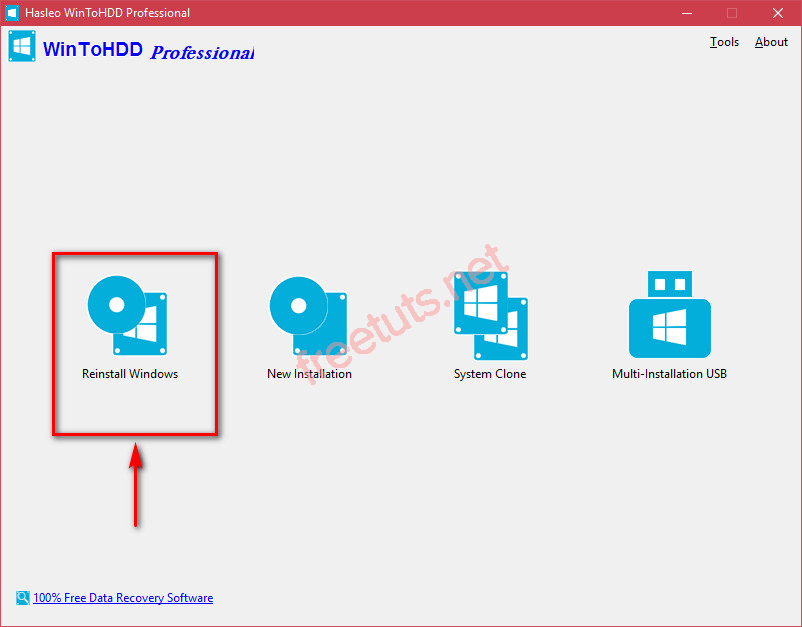 Hasleo WinToHDD Professional
WinToHDD Professional
Tools About
freetuts.net
Reinstall Windows
New Installation
System Clone
Multi-Installation USB
100% Free Data Recovery Software